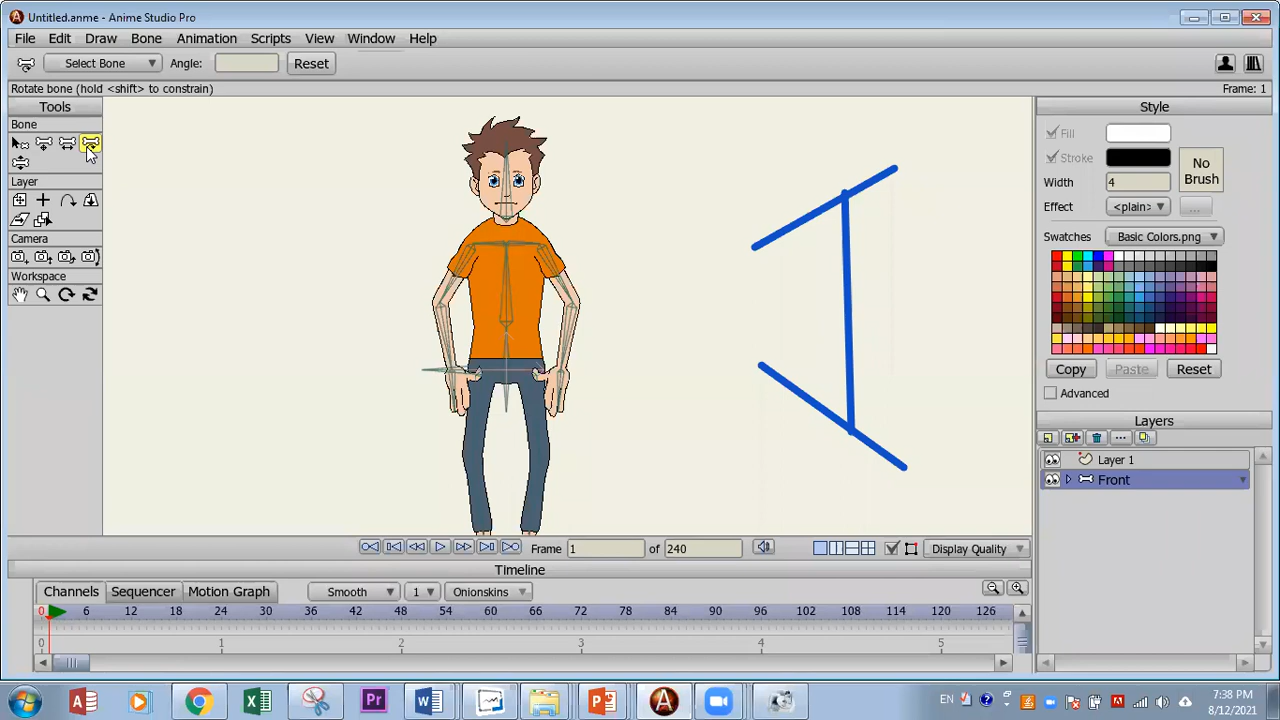 Untitled.anme - Anime Studio Pro
File Edit Draw Bone Animation Scripts View Window Help
Select Bone Angle: Reset
Rotate bone (hold <shift> to constrain) Frame: 1
Tools
Bone
Layer
Camera
Workspace
Style
Fill
Stroke
No Brush
Width 4
Effect <plain> ...
Swatches Basic Colors.png
Copy Paste Reset
Advanced
Layers
Layer 1
Front
Frame 1 of 240 Display Quality
Timeline
Channels Sequencer Motion Graph Smooth 1 Onionskins
0 6 12 18 24 30 36 42 48 54 60 66 72 78 84 90 96 102 108 114 120 126
0 1 2 3 4 5
EN 7:38 PM
8/12/2021